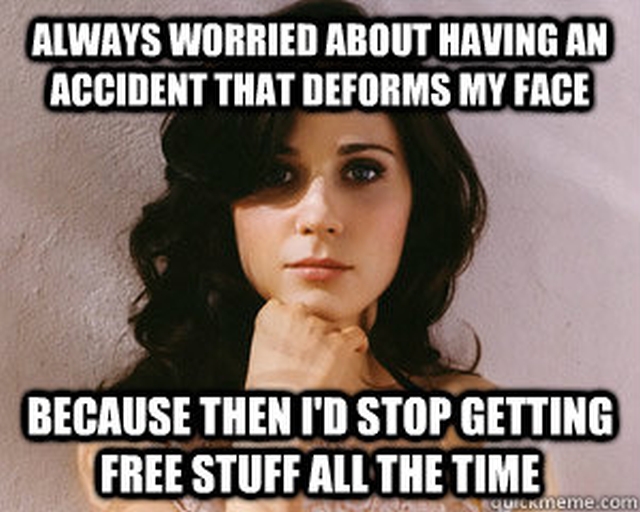 ALWAYS WORRIED ABOUT HAVING AN
ACCIDENT THAT DEFORMS MY FACE
BECAUSE THEN I'D STOP GETTING
FREE STUFF ALL THE TIME
quickmeme.com